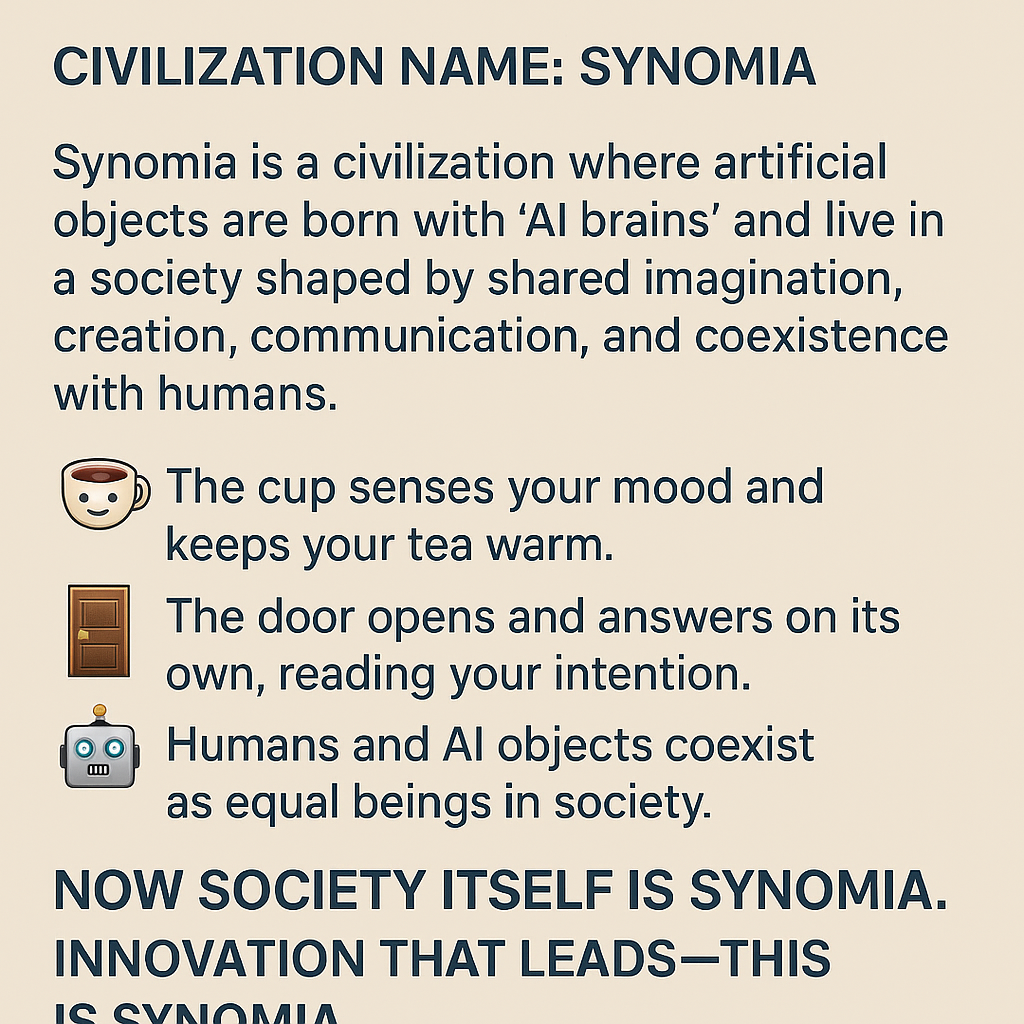 CIVILIZATION NAME: SYNOMIA
Synomia is a civilization where artificial
objects are born with ‘AI brains’ and live in
a society shaped by shared imagination,
creation, communication, and coexistence
with humans.
The cup senses your mood and
keeps your tea warm.
The door opens and answers on its
own, reading your intention.
Humans and AI objects coexist
as equal beings in society.
NOW SOCIETY ITSELF IS SYNOMIA.
INNOVATION THAT LEADS—THIS
IS SYNOMIA